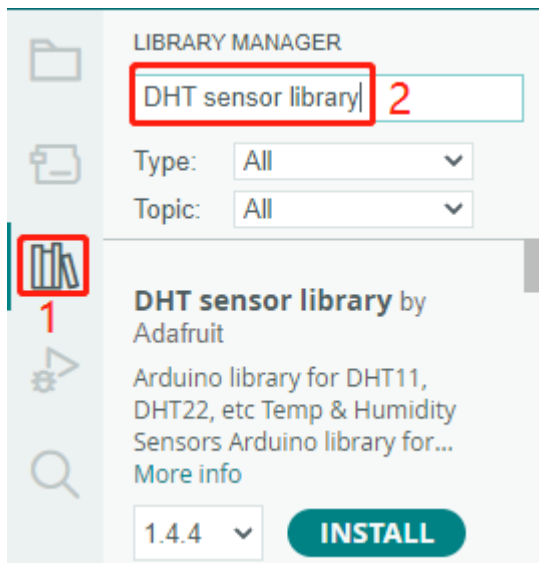 LIBRARY MANAGER
DHT sensor library 2
Type: All
Topic: All
1
DHT sensor library by
Adafruit
Arduino library for DHT11,
DHT22, etc Temp & Humidity
Sensors Arduino library for...
More info
1.4.4 INSTALL